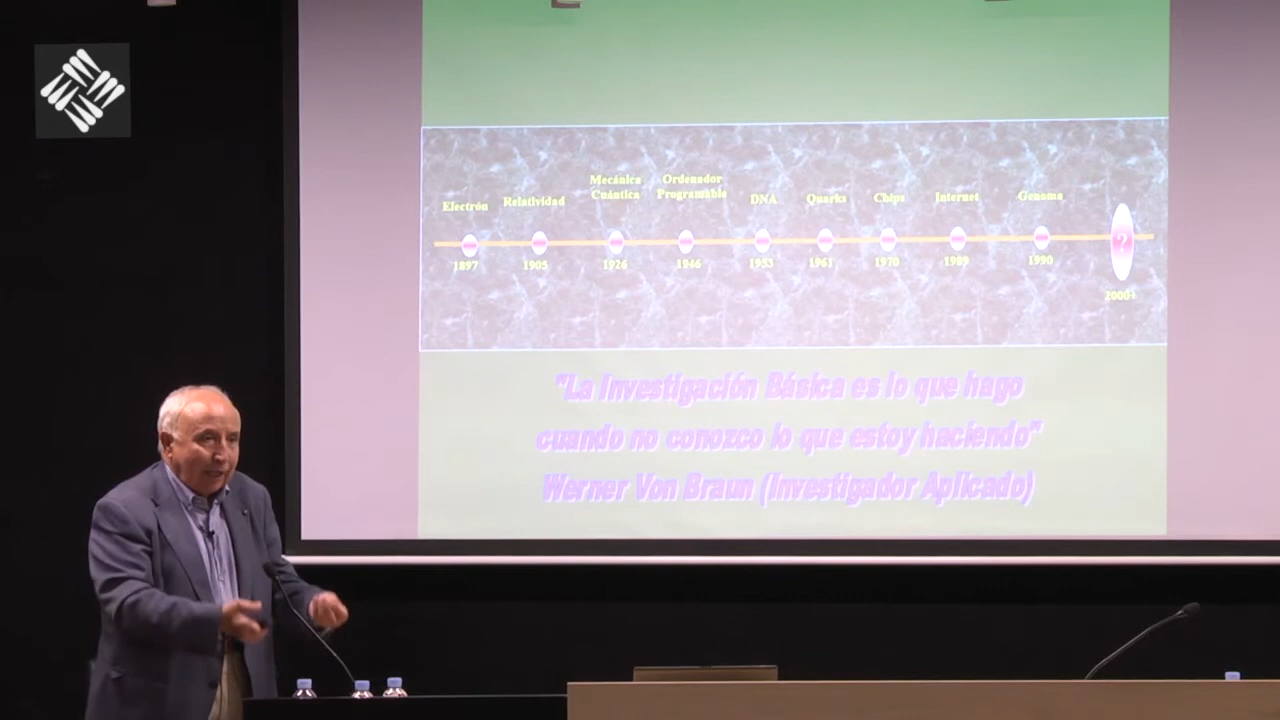 Electrón
Relatividad
Mecánica
Cuántica
Ordenador
Programable
DNA
Quarks
Chips
Internet
Genoma
?
1897
1905
1926
1946
1953
1961
1970
1989
1990
"La Investigación Básica es lo que hago
cuando no conozco lo que estoy haciendo"
Werner Von Braun (Investigador Aplicado)